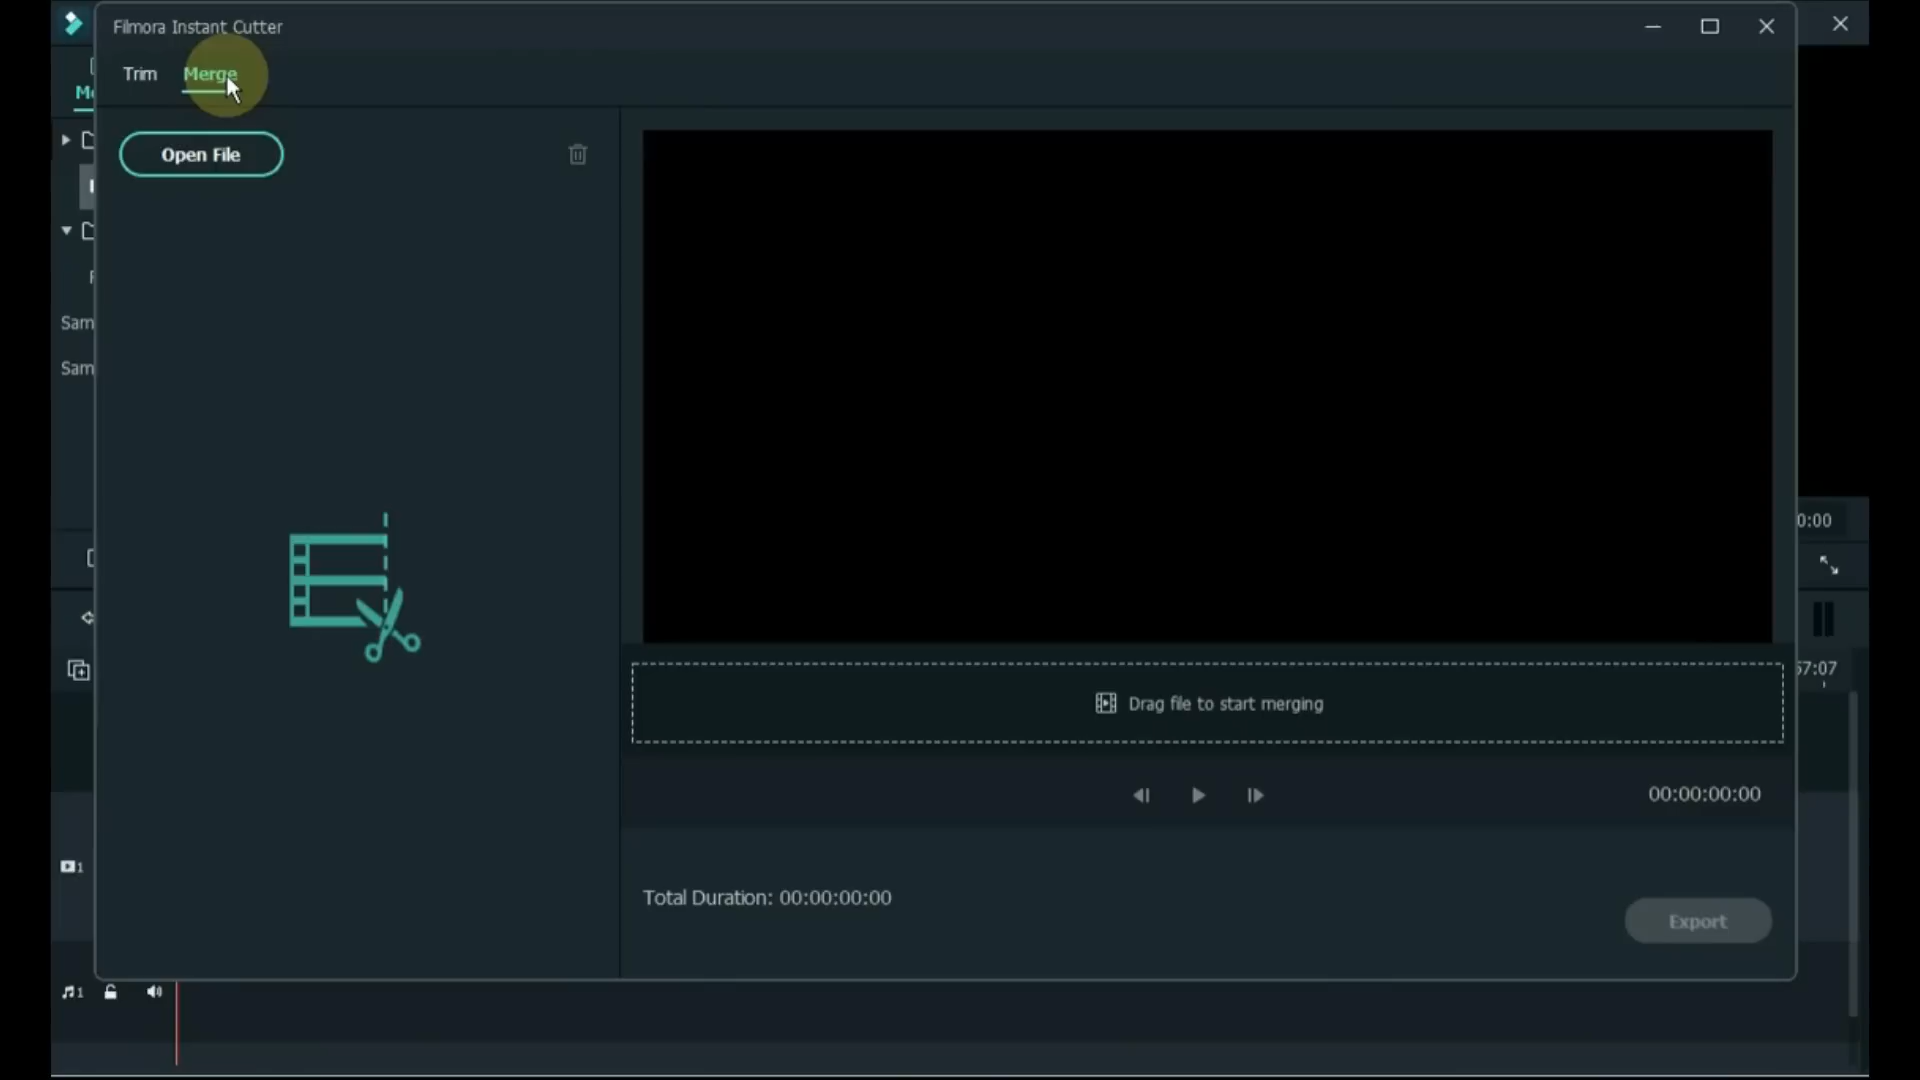 Filmora Instant Cutter
Trim Merge
Open File
Sam
Sam
Drag file to start merging
00:00:00:00
Total Duration: 00:00:00:00
Export
0:00
57:07
1
1